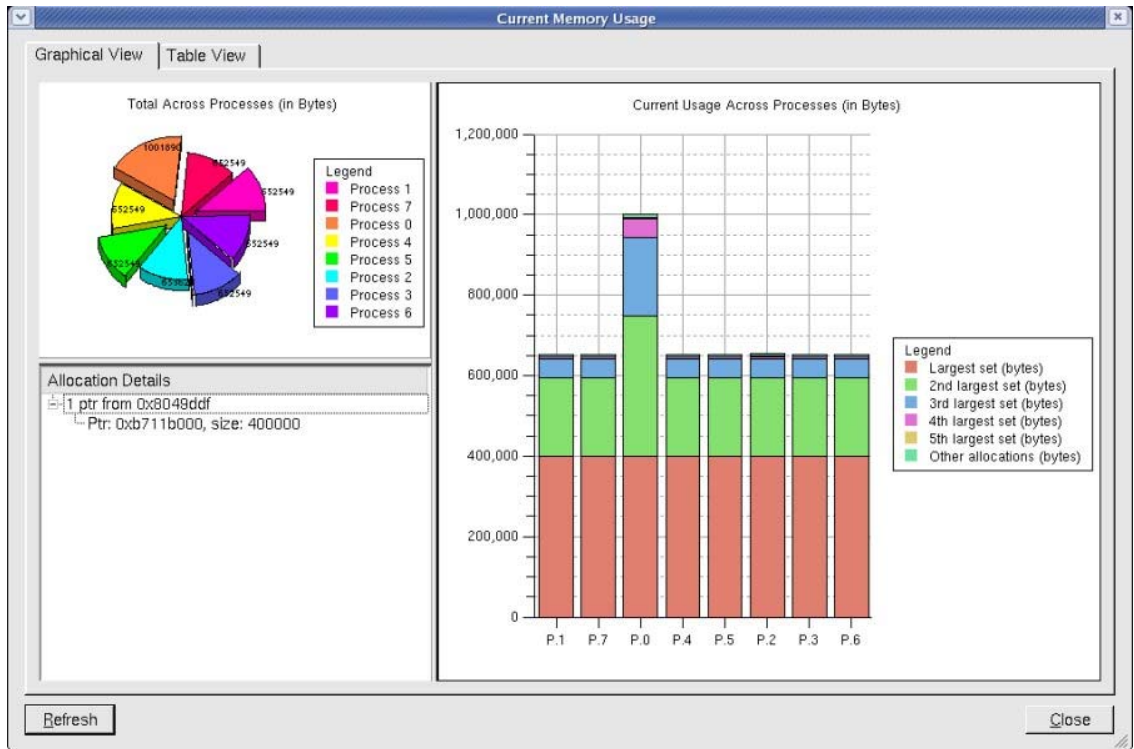 Current Memory Usage
Graphical View
Table View
Total Across Processes (in Bytes)
1001890
652549
652549
652549
652549
652549
Legend
Process 1
Process 7
Process 0
Process 4
Process 5
Process 2
Process 3
Process 6
Allocation Details
1 ptr from 0x8049ddf
Ptr: 0xb711b000, size: 400000
Current Usage Across Processes (in Bytes)
1,200,000
1,000,000
800,000
600,000
400,000
200,000
0
P.1 P.7 P.0 P.4 P.5 P.2 P.3 P.6
Legend
Largest set (bytes)
2nd largest set (bytes)
3rd largest set (bytes)
4th largest set (bytes)
5th largest set (bytes)
Other allocations (bytes)
Refresh
Close